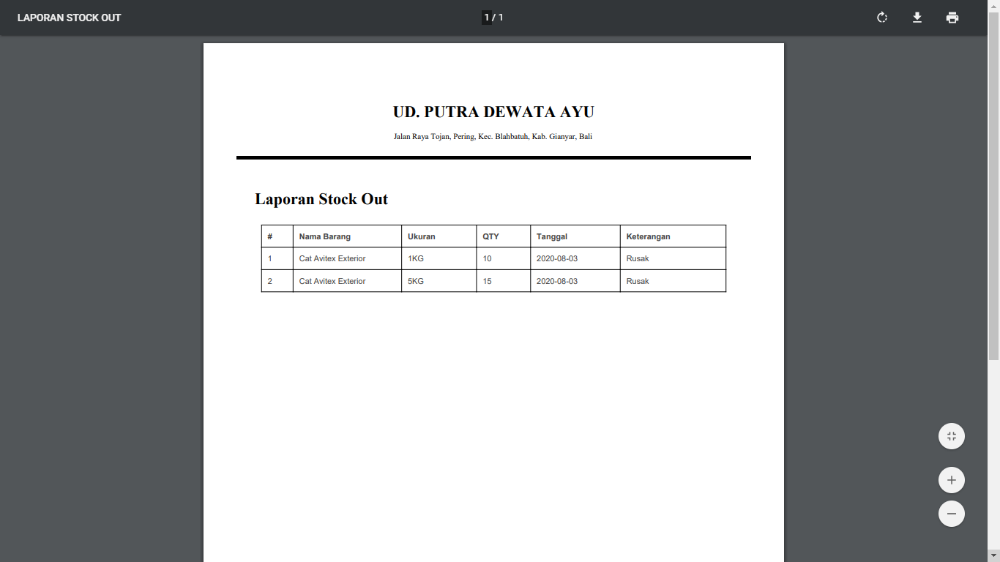 LAPORAN STOCK OUT
1 / 1
UD. PUTRA DEWATA AYU
Jalan Raya Tojan, Pering, Kec. Blahbatuh, Kab. Gianyar, Bali
Laporan Stock Out
# Nama Barang Ukuran QTY Tanggal Keterangan
1 Cat Avitex Exterior 1KG 10 2020-08-03 Rusak
2 Cat Avitex Exterior 5KG 15 2020-08-03 Rusak